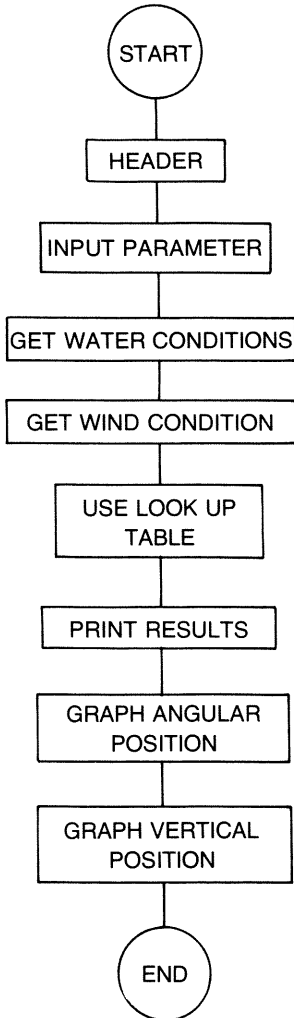 START
HEADER
INPUT PARAMETER
GET WATER CONDITIONS
GET WIND CONDITION
USE LOOK UP
TABLE
PRINT RESULTS
GRAPH ANGULAR
POSITION
GRAPH VERTICAL
POSITION
END